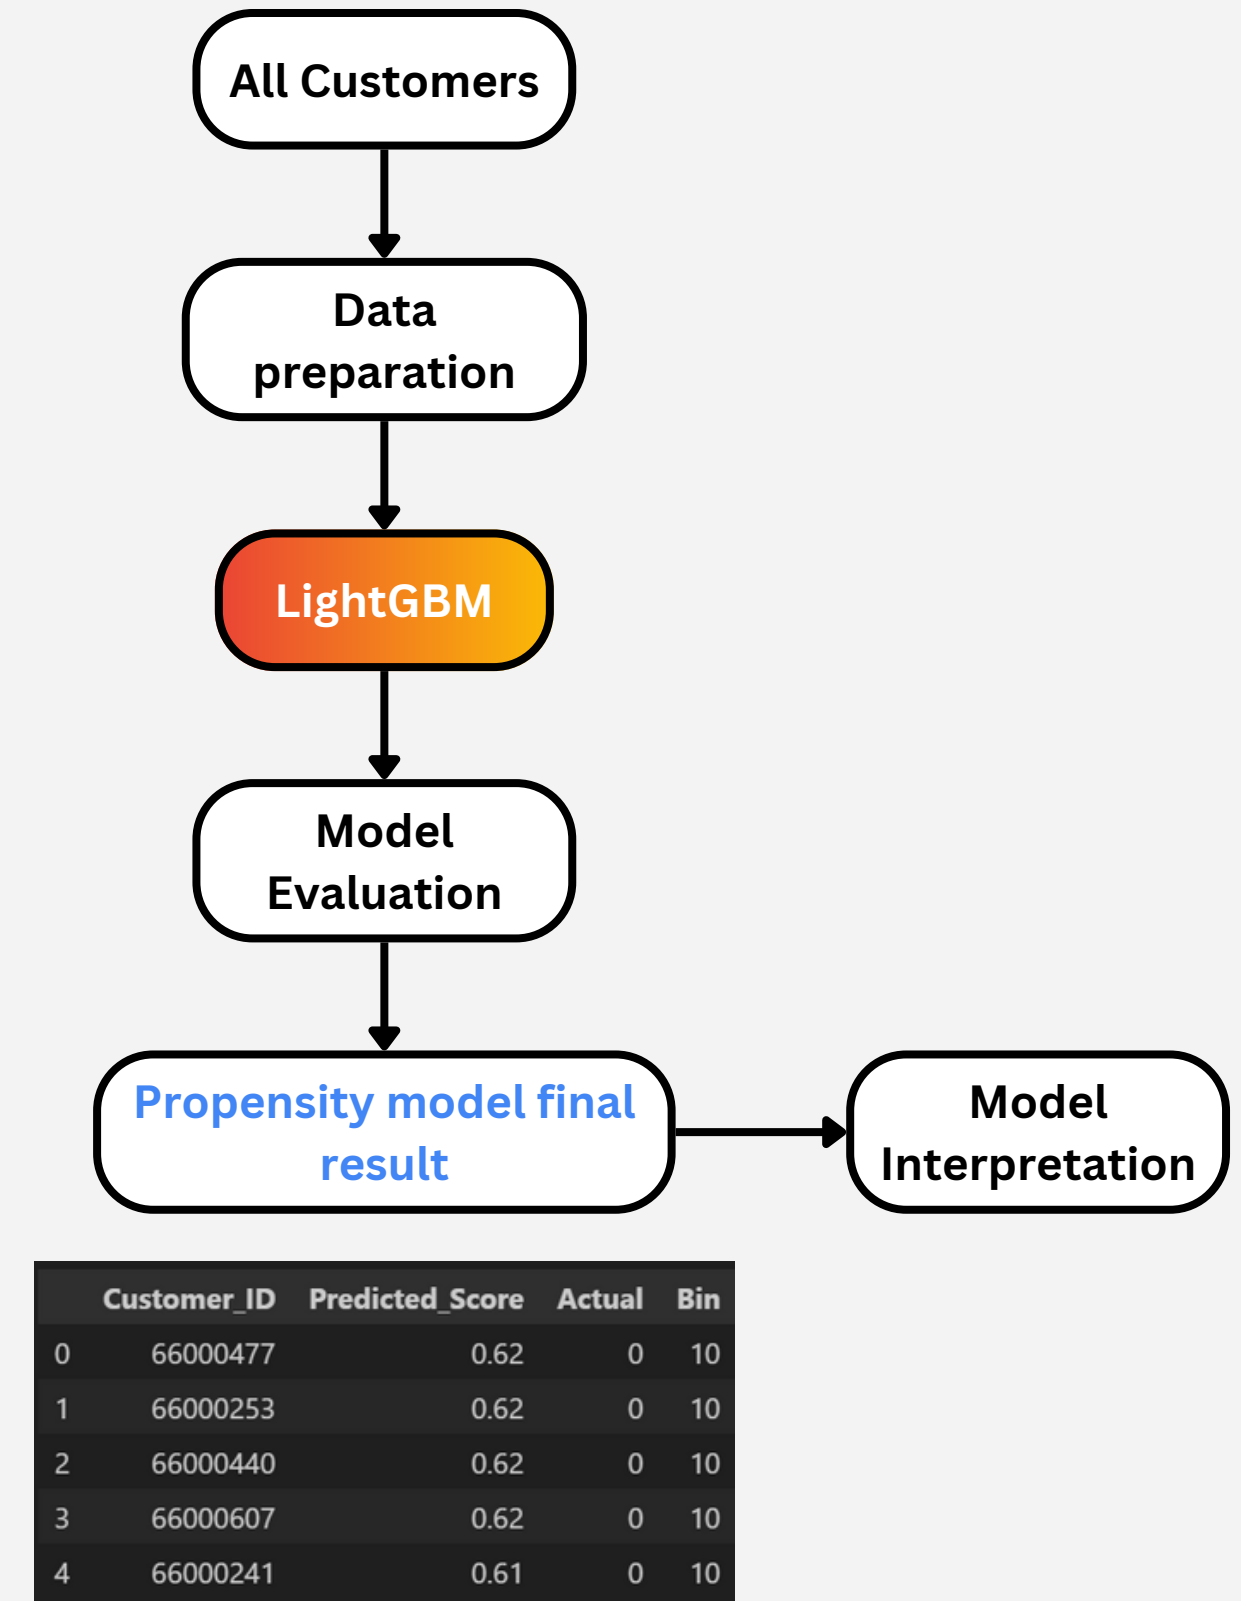 All Customers
Data
preparation
LightGBM
Model
Evaluation
Propensity model final
result
Model
Interpretation
Customer_ID Predicted_Score Actual Bin
0 66000477 0.62 0 10
1 66000253 0.62 0 10
2 66000440 0.62 0 10
3 66000607 0.62 0 10
4 66000241 0.61 0 10